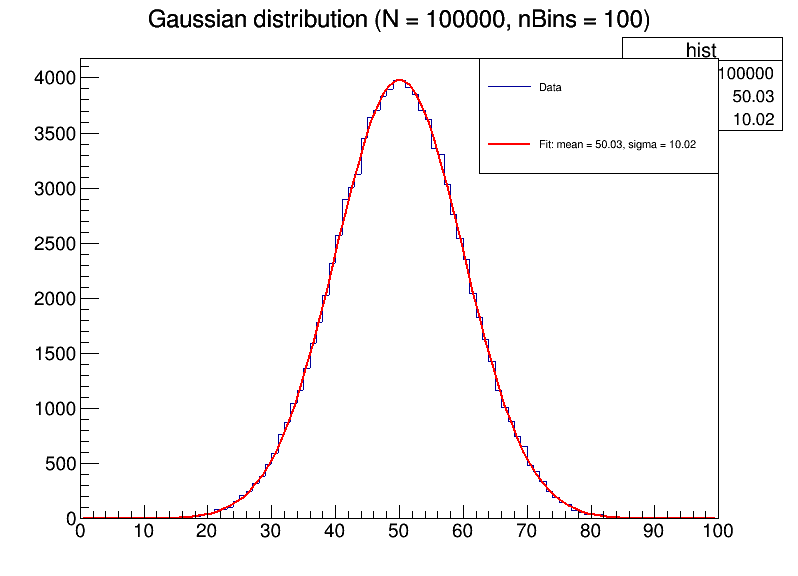 Gaussian distribution (N = 100000, nBins = 100)
hist
100000
50.03
10.02
Data
Fit: mean = 50.03, sigma = 10.02
4000
3500
3000
2500
2000
1500
1000
500
0
0 10 20 30 40 50 60 70 80 90 100